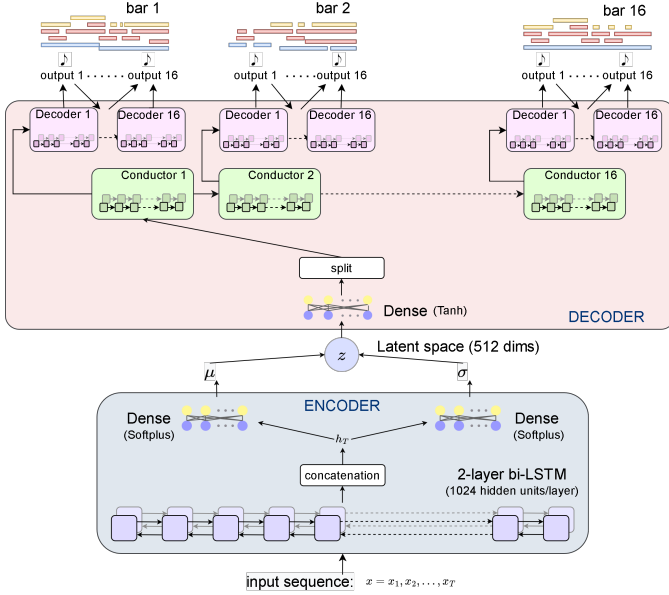 bar 1 bar 2 bar 16
output 1 ······ output 16 output 1 ······ output 16 output 1 ······ output 16
Decoder 1 Decoder 16 Decoder 1 Decoder 16 Decoder 1 Decoder 16
Conductor 1 Conductor 2 Conductor 16
split
Dense (Tanh)
DECODER
Latent space (512 dims)
z
μ σ
ENCODER
Dense Dense
(Softplus) (Softplus)
h_T
concatenation
2-layer bi-LSTM
(1024 hidden units/layer)
input sequence: x = x₁, x₂, . . . , x_T